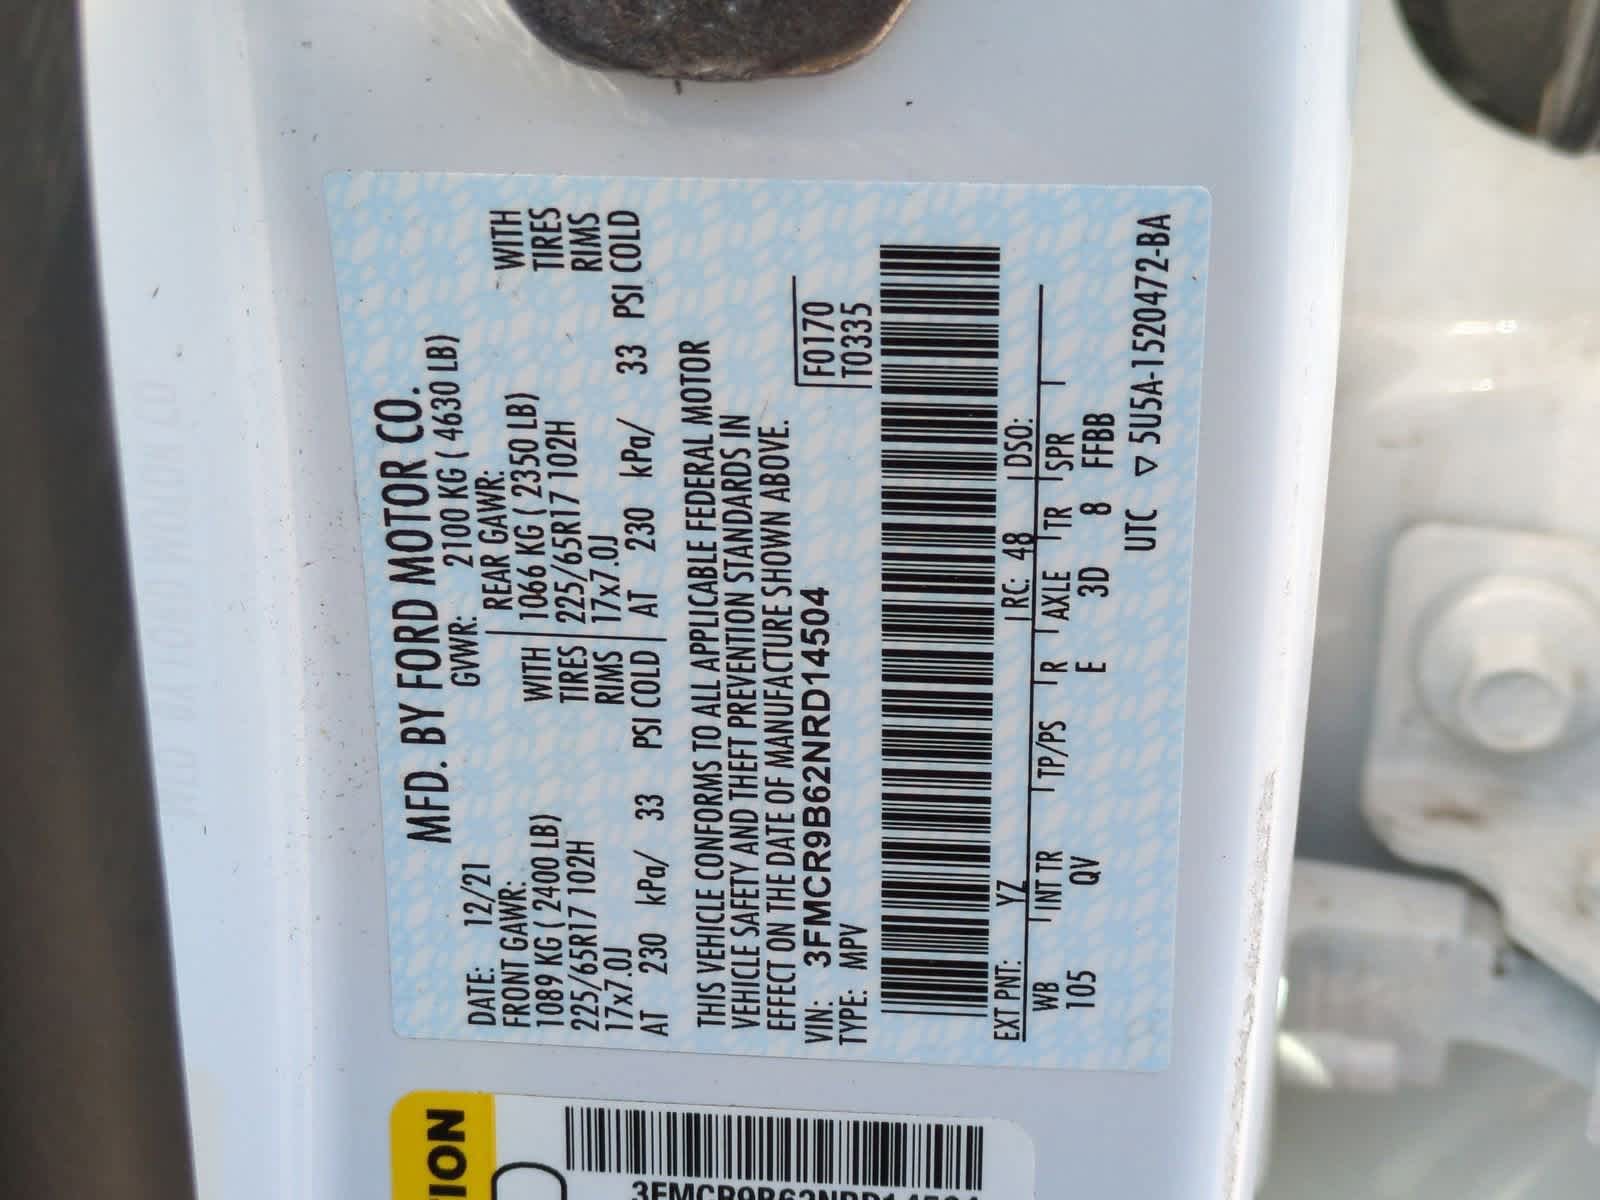 MFD. BY FORD MOTOR CO.
DATE: 12/21 GVWR: 2100 KG ( 4630 LB)
FRONT GAWR: REAR GAWR:
1089 KG ( 2400 LB) WITH 1066 KG ( 2350 LB) WITH
225/65R17 102H TIRES 225/65R17 102H TIRES
17x7.0J RIMS 17x7.0J RIMS
AT 230 kPa/ 33 PSI COLD AT 230 kPa/ 33 PSI COLD
THIS VEHICLE CONFORMS TO ALL APPLICABLE FEDERAL MOTOR
VEHICLE SAFETY AND THEFT PREVENTION STANDARDS IN
EFFECT ON THE DATE OF MANUFACTURE SHOWN ABOVE.
VIN: 3FMCR9B62NRD14504 F0170
TYPE: MPV T0335
EXT PNT: YZ RC: 48 DSO:
WB INT TR TP/PS R AXLE TR SPR
105 QV E 3D 8 FFBB
UTC ▽ 5U5A-1520472-BA
TION
3FMCR9B62NRD14504